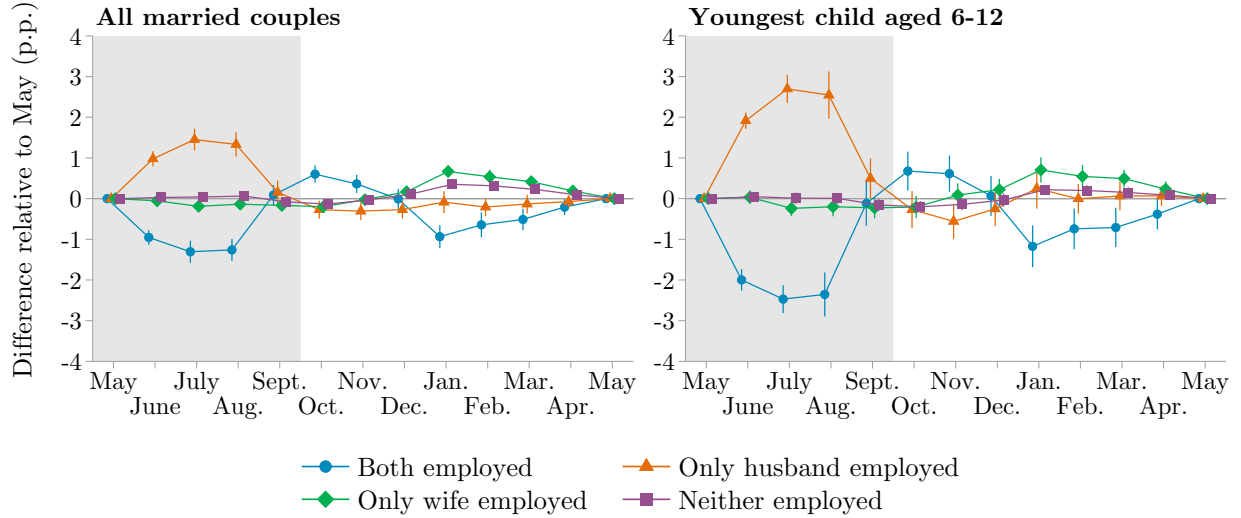 All married couples
Youngest child aged 6-12
Difference relative to May (p.p.)
4
3
2
1
0
-1
-2
-3
-4
May
June
July
Aug.
Sept.
Oct.
Nov.
Dec.
Jan.
Feb.
Mar.
Apr.
May
4
3
2
1
0
-1
-2
-3
-4
May
June
July
Aug.
Sept.
Oct.
Nov.
Dec.
Jan.
Feb.
Mar.
Apr.
May
Both employed
Only husband employed
Only wife employed
Neither employed